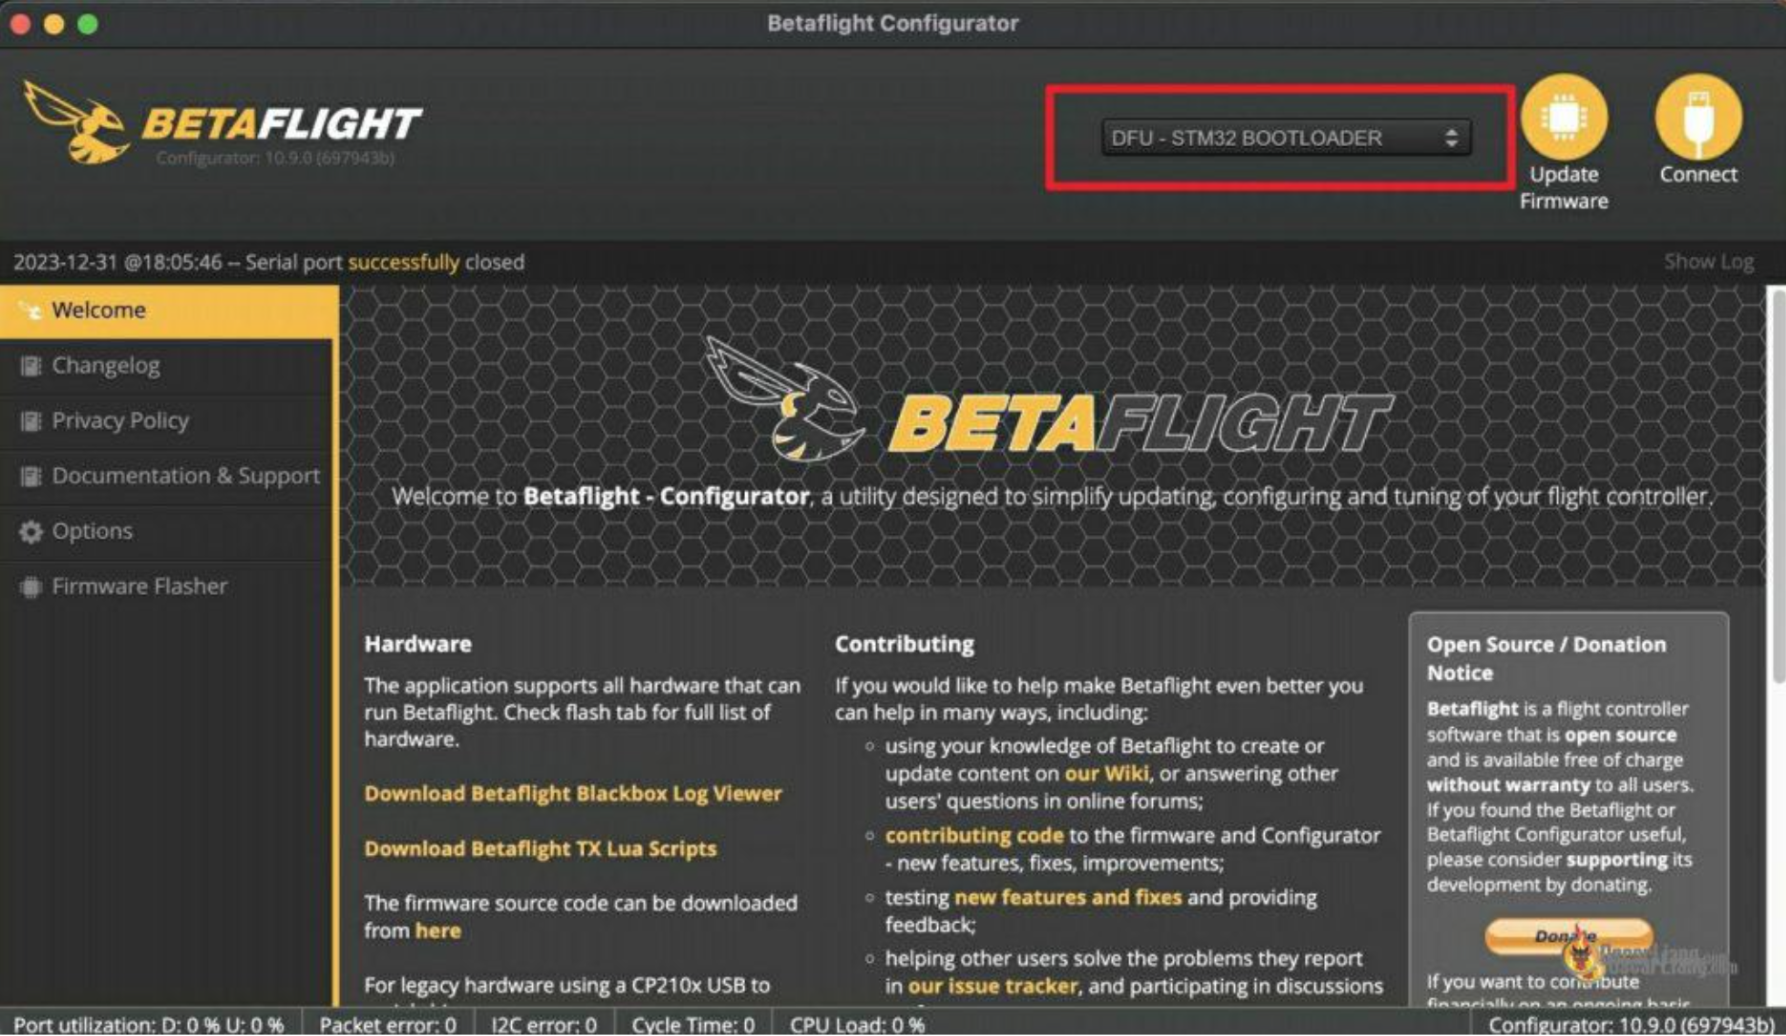 Betaflight Configurator
BETAFLIGHT
Configurator: 10.9.0 (697943b)
DFU - STM32 BOOTLOADER
Update
Firmware
Connect
2023-12-31 @18:05:46 -- Serial port successfully closed
Show Log
Welcome
Changelog
Privacy Policy
Documentation & Support
Options
Firmware Flasher
BETAFLIGHT
Welcome to Betaflight - Configurator, a utility designed to simplify updating, configuring and tuning of your flight controller.
Hardware
The application supports all hardware that can
run Betaflight. Check flash tab for full list of
hardware.
Download Betaflight Blackbox Log Viewer
Download Betaflight TX Lua Scripts
The firmware source code can be downloaded
from here
For legacy hardware using a CP210x USB to
Contributing
If you would like to help make Betaflight even better you
can help in many ways, including:
◦ using your knowledge of Betaflight to create or
update content on our Wiki, or answering other
users' questions in online forums;
◦ contributing code to the firmware and Configurator
- new features, fixes, improvements;
◦ testing new features and fixes and providing
feedback;
◦ helping other users solve the problems they report
in our issue tracker, and participating in discussions
Open Source / Donation
Notice
Betaflight is a flight controller
software that is open source
and is available free of charge
without warranty to all users.
If you found the Betaflight or
Betaflight Configurator useful,
please consider supporting its
development by donating.
Donate
OscarLiang.com
If you want to contribute
financially on an ongoing basis
Port utilization: D: 0 % U: 0 %
Packet error: 0
I2C error: 0
Cycle Time: 0
CPU Load: 0 %
Configurator: 10.9.0 (697943b)